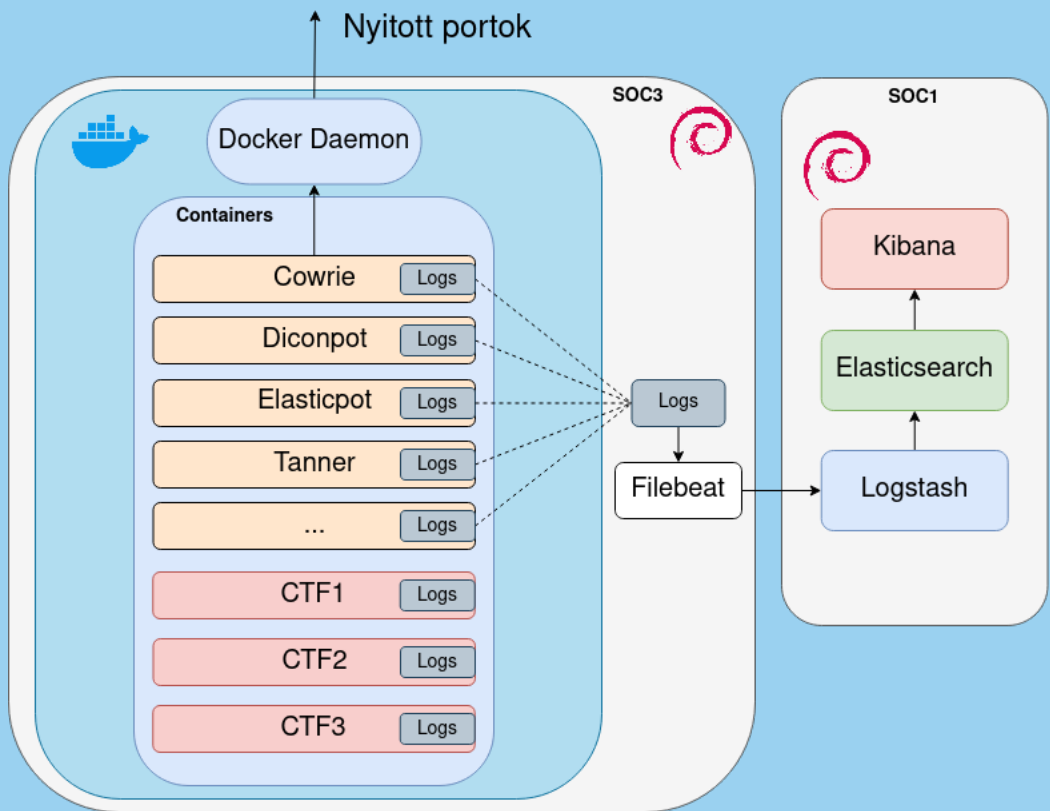 Nyitott portok
SOC3
SOC1
Docker Daemon
Containers
Cowrie
Logs
Diconpot
Logs
Elasticpot
Logs
Tanner
Logs
...
Logs
CTF1
Logs
CTF2
Logs
CTF3
Logs
Logs
Filebeat
Kibana
Elasticsearch
Logstash